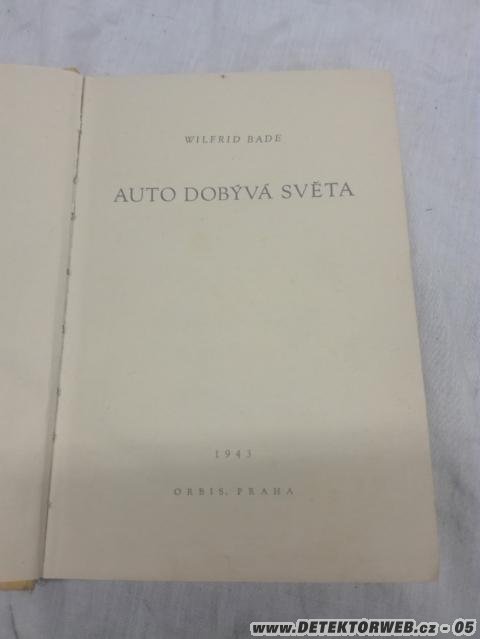 WILFRID BADE
AUTO DOBÝVÁ SVĚTA
1943
ORBIS, PRAHA
www.DETEKTORWEB.cz - 05